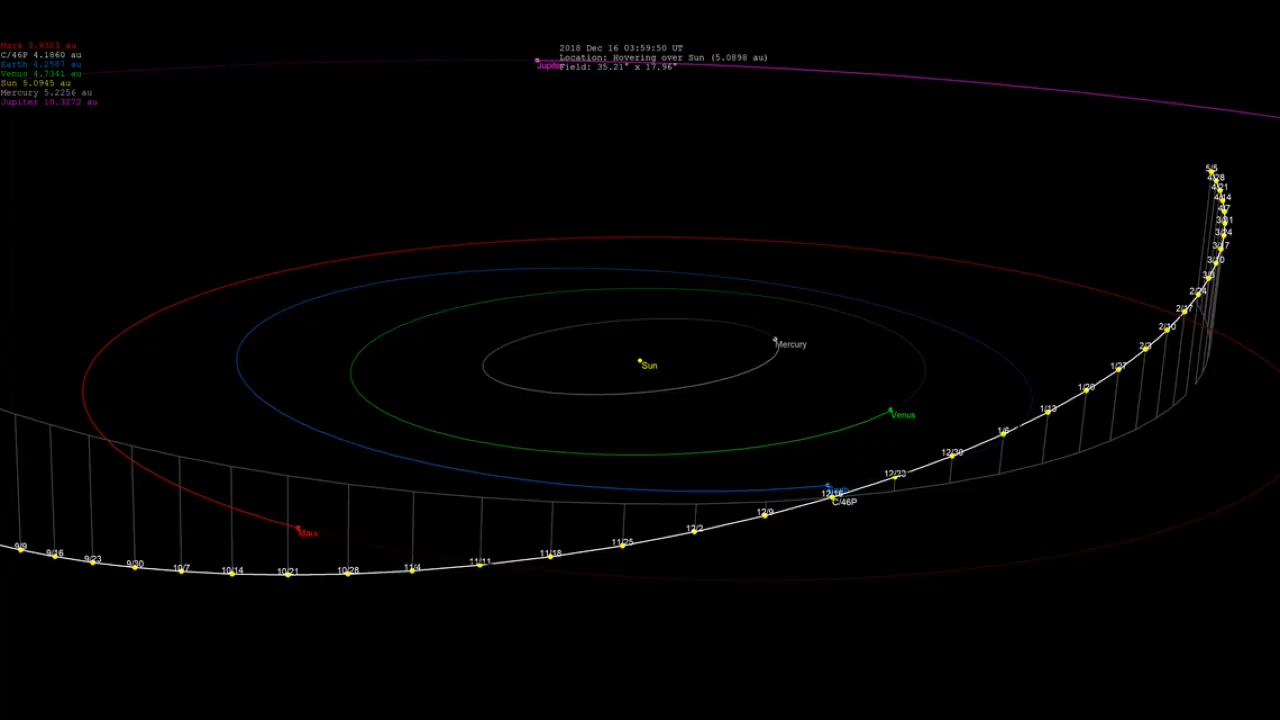 Mars 3.9303 au
C/46P 4.1860 au
Earth 4.2587 au
Venus 4.7341 au
Sun 5.0945 au
Mercury 5.2256 au
Jupiter 10.3272 au
2018 Dec 16 03:59:50 UT
Location: Hovering over Sun (5.0898 au)
Field: 35.21° x 17.96°
Jupiter
5/5
4/28
4/21
4/14
4/7
3/31
3/24
3/17
3/10
3/3
2/24
2/17
2/10
2/3
1/27
1/20
1/13
1/6
12/30
12/23
12/16
C/46P
12/9
12/2
11/25
11/18
11/11
11/4
10/28
10/21
10/14
10/7
9/30
9/23
9/16
9/9
Mercury
Sun
Venus
Mars